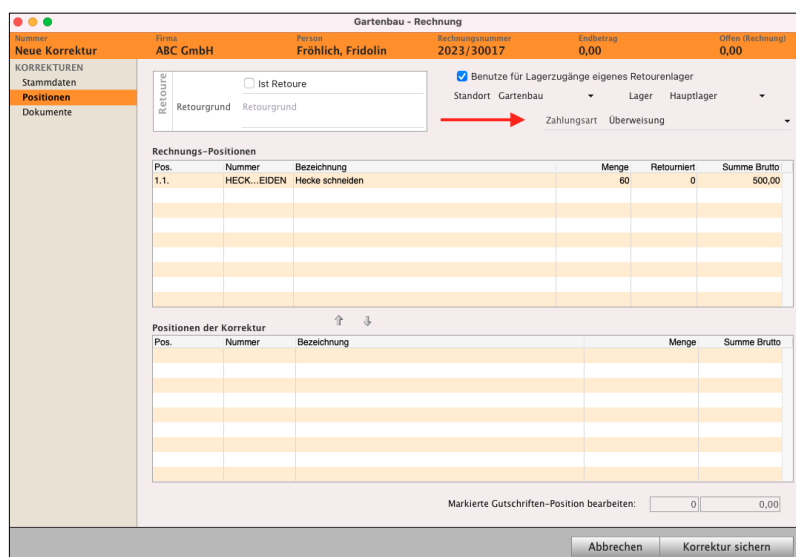 Gartenbau - Rechnung
Nummer Firma Person Rechnungsnummer Endbetrag Offen (Rechnung)
Neue Korrektur ABC GmbH Fröhlich, Fridolin 2023/30017 0,00 0,00
KORREKTUREN
Stammdaten
Positionen
Dokumente
Retoure
Ist Retoure
Retourgrund Retourgrund
Benutze für Lagerzugänge eigenes Retourenlager
Standort Gartenbau Lager Hauptlager
Zahlungsart Überweisung
Rechnungs-Positionen
Pos. Nummer Bezeichnung Menge Retourniert Summe Brutto
1.1. HECK...EIDEN Hecke schneiden 60 0 500,00
Positionen der Korrektur
Pos. Nummer Bezeichnung Menge Summe Brutto
Markierte Gutschriften-Position bearbeiten: 0 0,00
Abbrechen Korrektur sichern